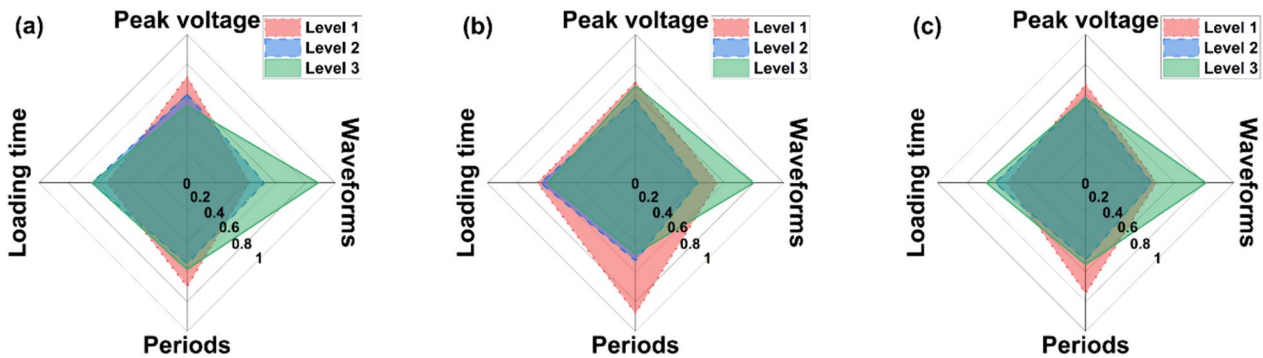 (a)
Peak voltage
Level 1
Level 2
Level 3
Loading time
Waveforms
0
0.2
0.4
0.6
0.8
1
Periods
(b)
Peak voltage
Level 1
Level 2
Level 3
Loading time
Waveforms
0
0.2
0.4
0.6
0.8
1
Periods
(c)
Peak voltage
Level 1
Level 2
Level 3
Loading time
Waveforms
0
0.2
0.4
0.6
0.8
1
Periods